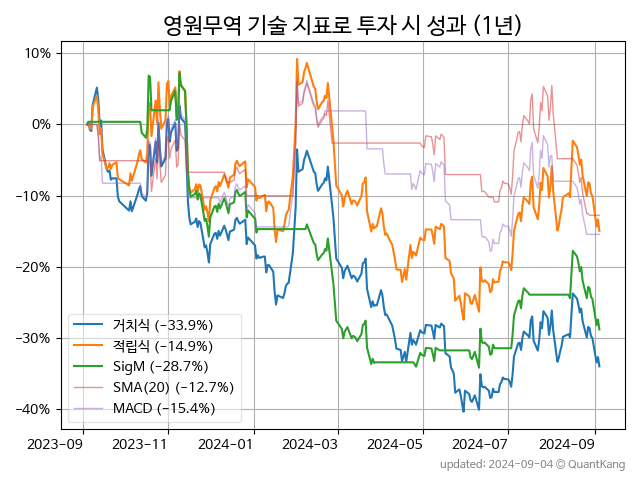 영원무역 기술 지표로 투자 시 성과 (1년)
10%
0%
−10%
−20%
−30%
−40%
거치식 (−33.9%)
적립식 (−14.9%)
SigM (−28.7%)
SMA(20) (−12.7%)
MACD (−15.4%)
2023-09
2023-11
2024-01
2024-03
2024-05
2024-07
2024-09
updated: 2024-09-04 © QuantKang